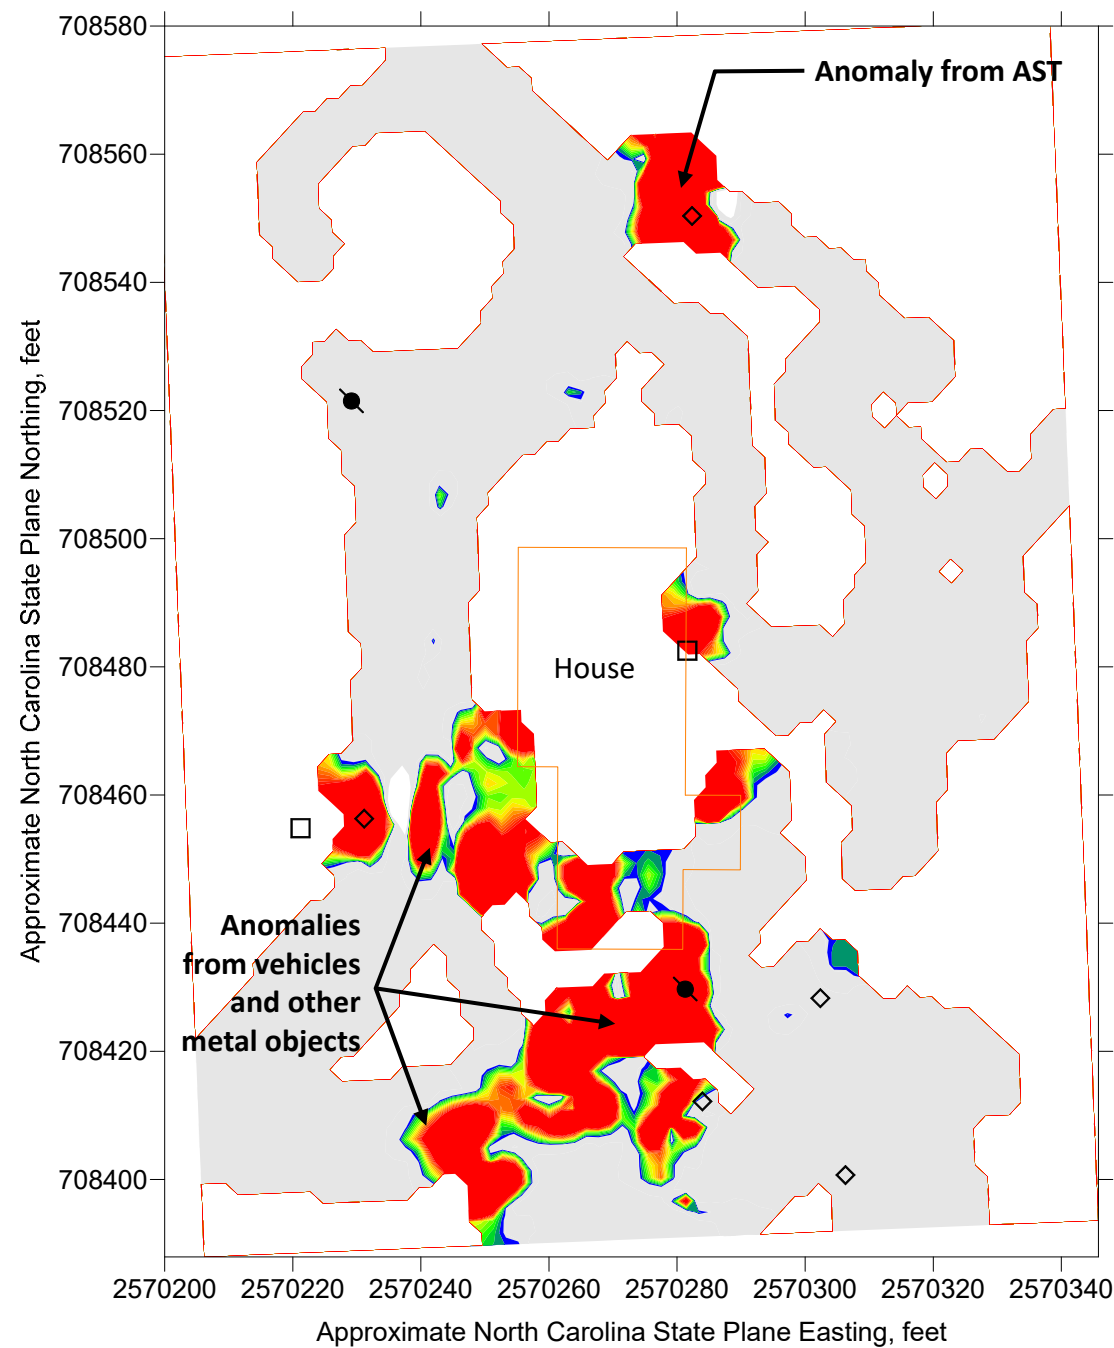 708580
Anomaly from AST
708560
708540
708520
708500
708480
House
708460
708440
Anomalies
from vehicles
and other
metal objects
708420
708400
2570200 2570220 2570240 2570260 2570280 2570300 2570320 2570340
Approximate North Carolina State Plane Easting, feet
Approximate North Carolina State Plane Northing, feet